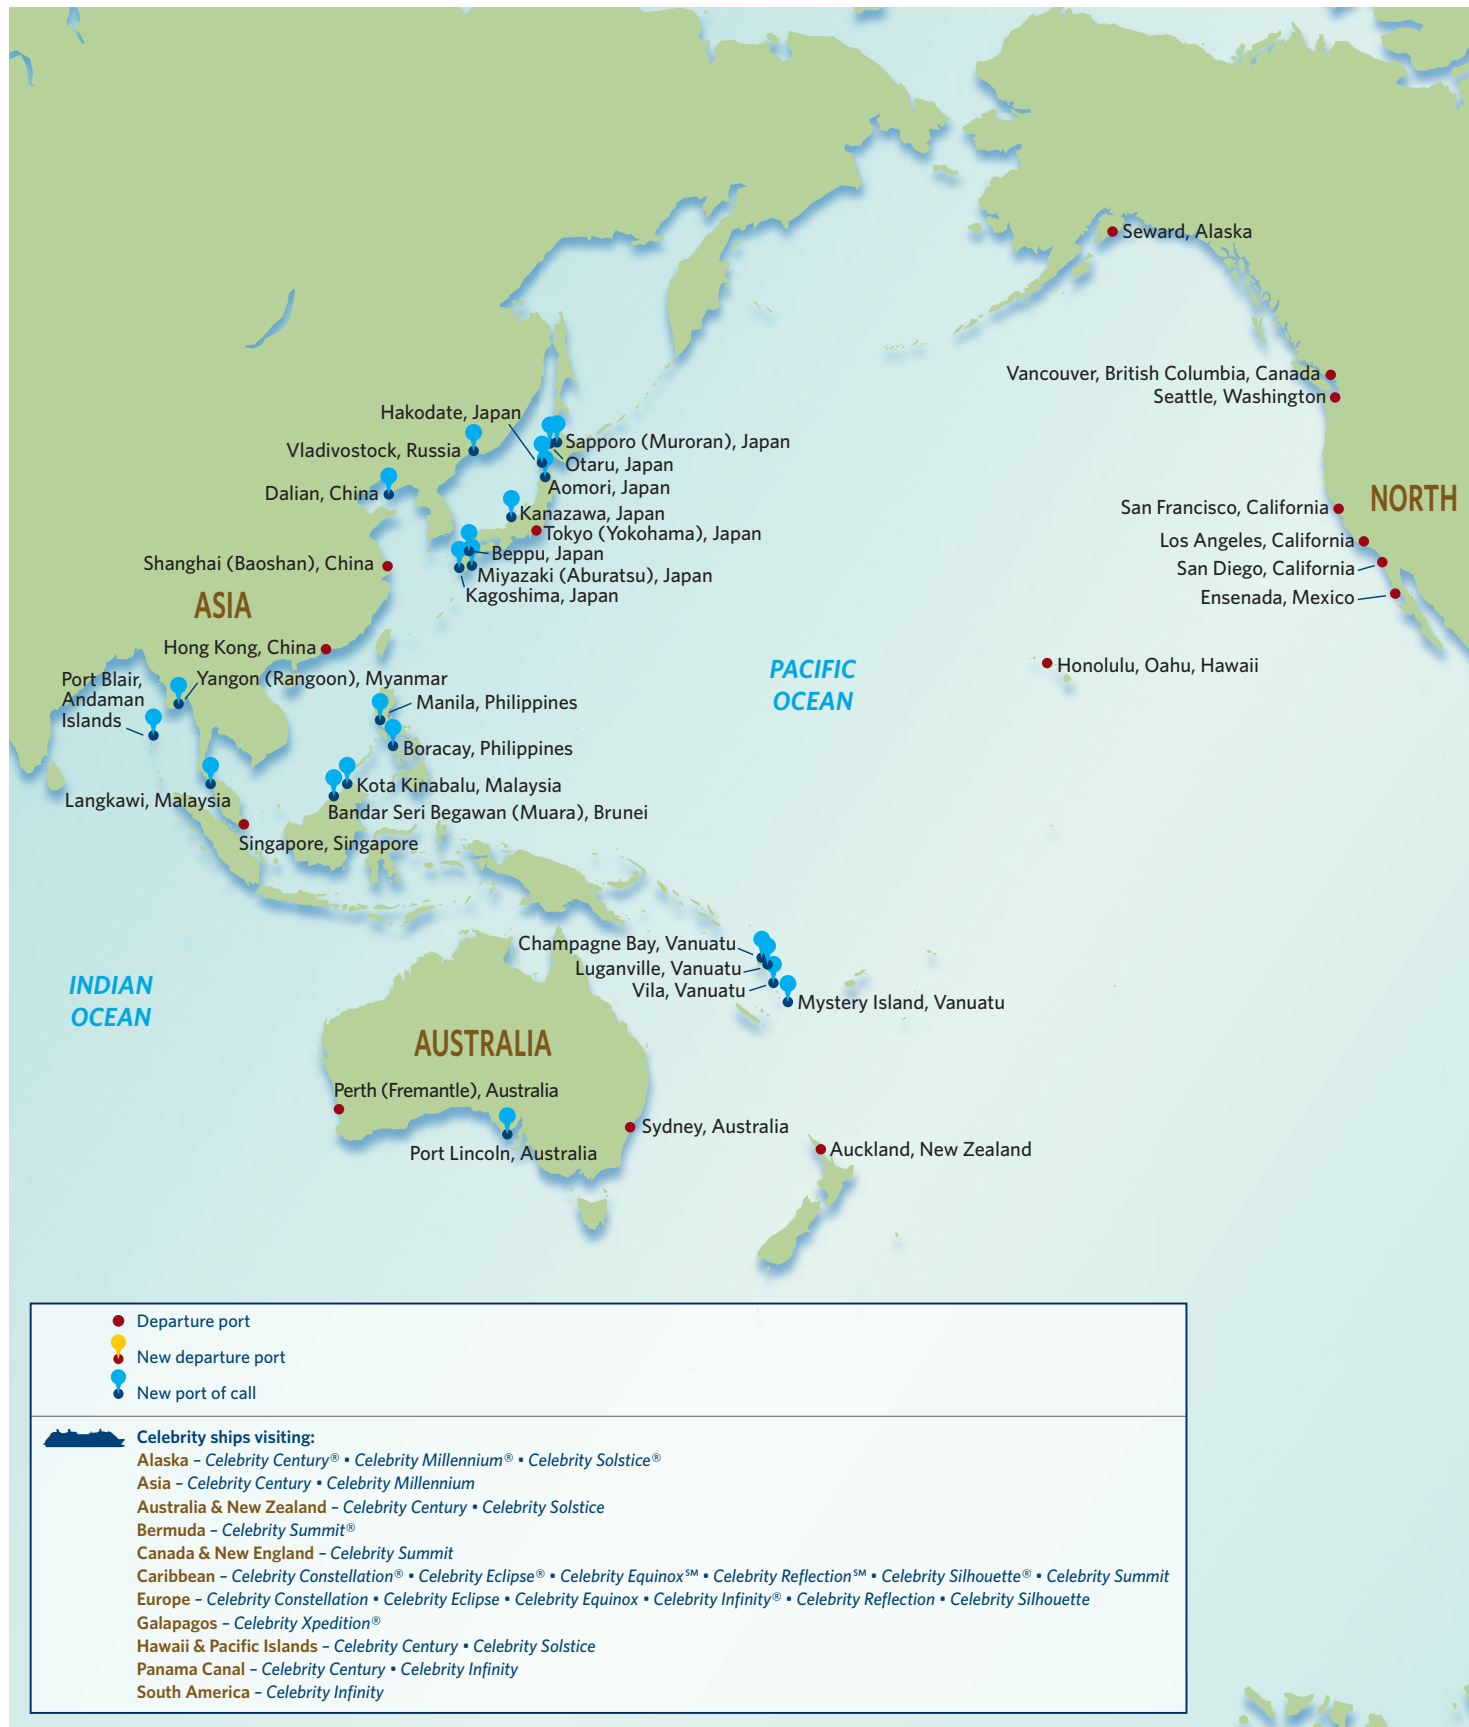 Seward, Alaska
Vancouver, British Columbia, Canada
Seattle, Washington
Hakodate, Japan
Sapporo (Muroran), Japan
Vladivostock, Russia
Otaru, Japan
Aomori, Japan
Dalian, China
NORTH
San Francisco, California
Kanazawa, Japan
Tokyo (Yokohama), Japan
Los Angeles, California
Beppu, Japan
Shanghai (Baoshan), China
San Diego, California
Miyazaki (Aburatsu), Japan
Kagoshima, Japan
Ensenada, Mexico
ASIA
Hong Kong, China
Honolulu, Oahu, Hawaii
PACIFIC
OCEAN
Port Blair,
Andaman
Islands
Yangon (Rangoon), Myanmar
Manila, Philippines
Boracay, Philippines
Kota Kinabalu, Malaysia
Langkawi, Malaysia
Bandar Seri Begawan (Muara), Brunei
Singapore, Singapore
Champagne Bay, Vanuatu
Luganville, Vanuatu
Vila, Vanuatu
Mystery Island, Vanuatu
INDIAN
OCEAN
AUSTRALIA
Perth (Fremantle), Australia
Sydney, Australia
Port Lincoln, Australia
Auckland, New Zealand
Departure port
New departure port
New port of call
Celebrity ships visiting:
Alaska – Celebrity Century® • Celebrity Millennium® • Celebrity Solstice®
Asia – Celebrity Century • Celebrity Millennium
Australia & New Zealand – Celebrity Century • Celebrity Solstice
Bermuda – Celebrity Summit®
Canada & New England – Celebrity Summit
Caribbean – Celebrity Constellation® • Celebrity Eclipse® • Celebrity Equinox℠ • Celebrity Reflection℠ • Celebrity Silhouette® • Celebrity Summit
Europe – Celebrity Constellation • Celebrity Eclipse • Celebrity Equinox • Celebrity Infinity® • Celebrity Reflection • Celebrity Silhouette
Galapagos – Celebrity Xpedition®
Hawaii & Pacific Islands – Celebrity Century • Celebrity Solstice
Panama Canal – Celebrity Century • Celebrity Infinity
South America – Celebrity Infinity